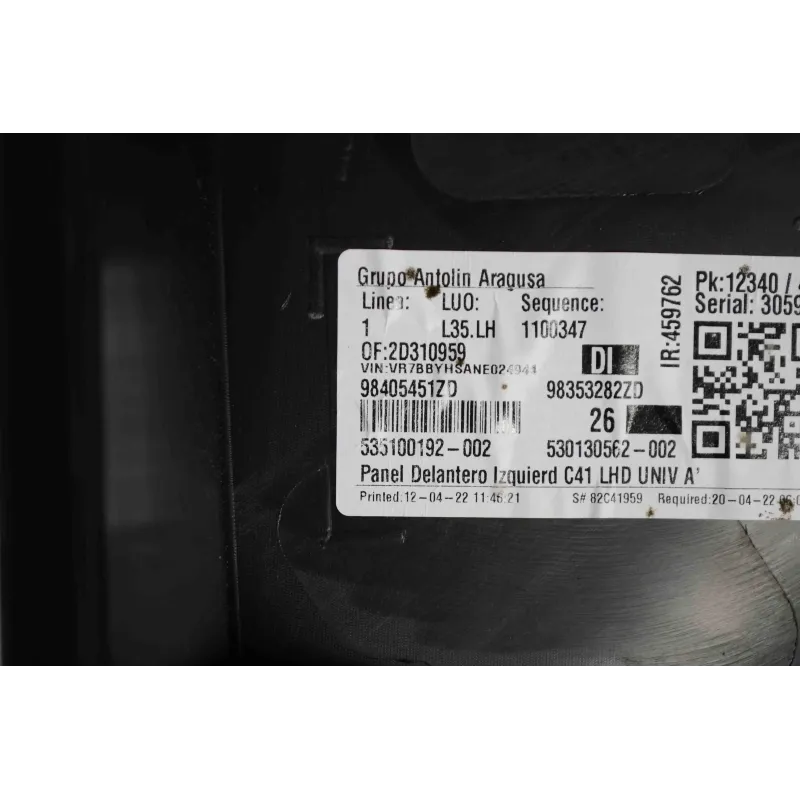 Grupo Antolin Aragusa
Linea: LUO: Sequence:
1 L35.LH 1100347
OF:2D310959 DI
VIN:VR7BBYHSANE024941
98405451ZD 98353282ZD
26
535100192-002 530130562-002
Panel Delantero Izquierd C41 LHD UNIV A'
Printed:12-04-22 11:46:21 S# 82C41959 Required:20-04-22
IR:459762
Pk:12340 /
Serial: 3059